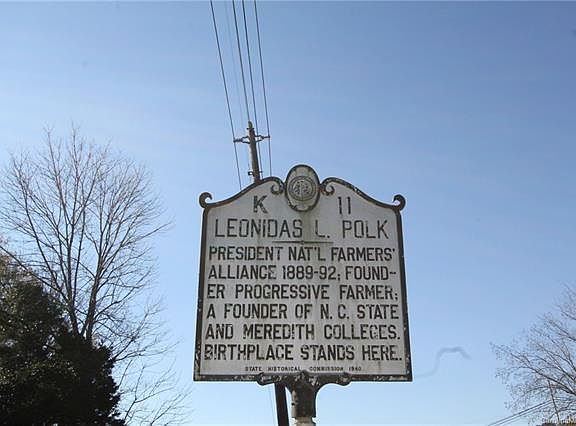 K 11
LEONIDAS L. POLK
PRESIDENT NAT'L FARMERS'
ALLIANCE 1889-92; FOUND-
ER PROGRESSIVE FARMER;
A FOUNDER OF N. C. STATE
AND MEREDITH COLLEGES.
BIRTHPLACE STANDS HERE.
STATE HISTORICAL COMMISSION 1940